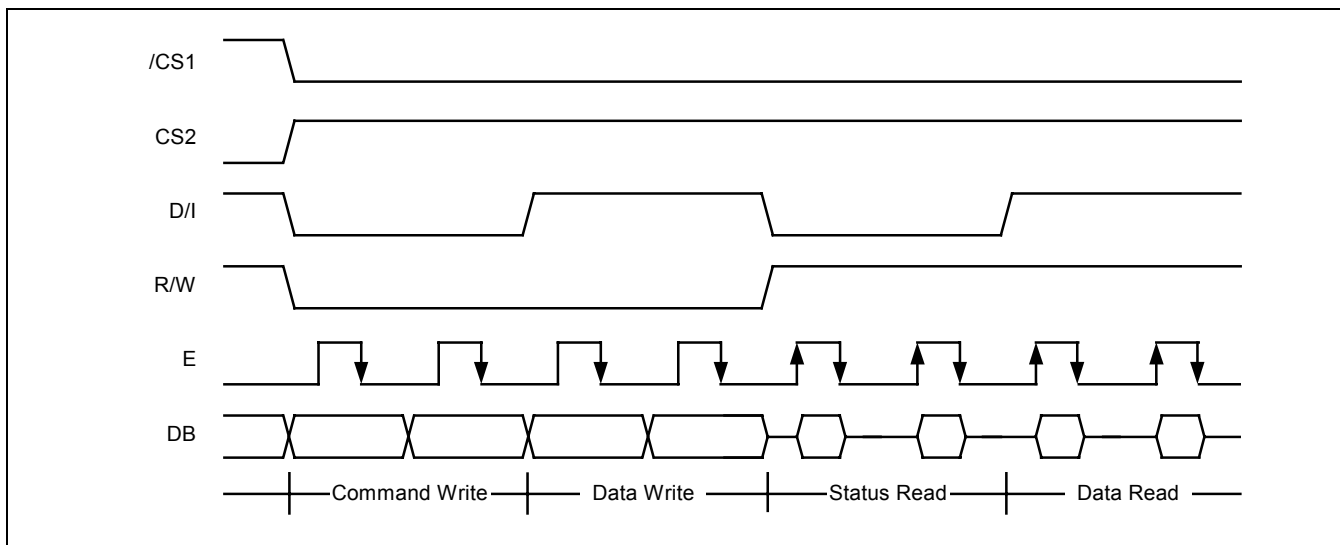 /CS1
CS2
D/I
R/W
E
DB
Command Write Data Write Status Read Data Read